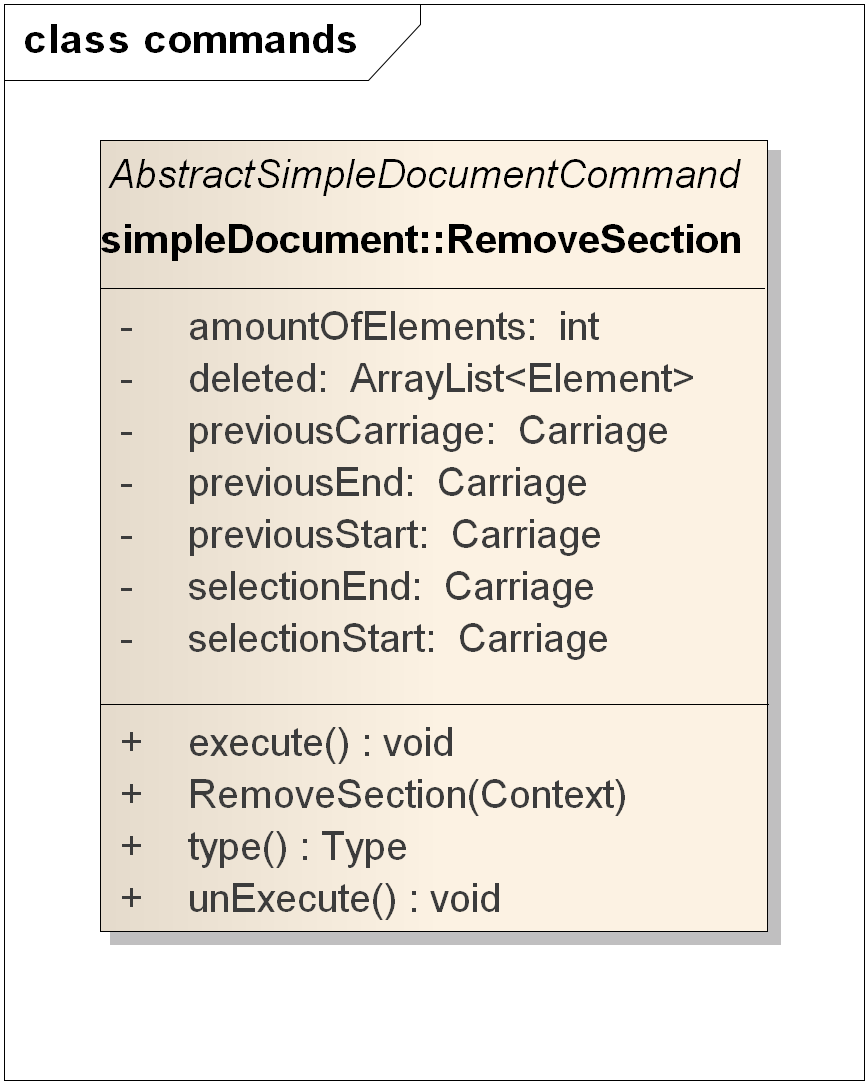 class commands
AbstractSimpleDocumentCommand
simpleDocument::RemoveSection
- amountOfElements: int
- deleted: ArrayList<Element>
- previousCarriage: Carriage
- previousEnd: Carriage
- previousStart: Carriage
- selectionEnd: Carriage
- selectionStart: Carriage
+ execute() : void
+ RemoveSection(Context)
+ type() : Type
+ unExecute() : void